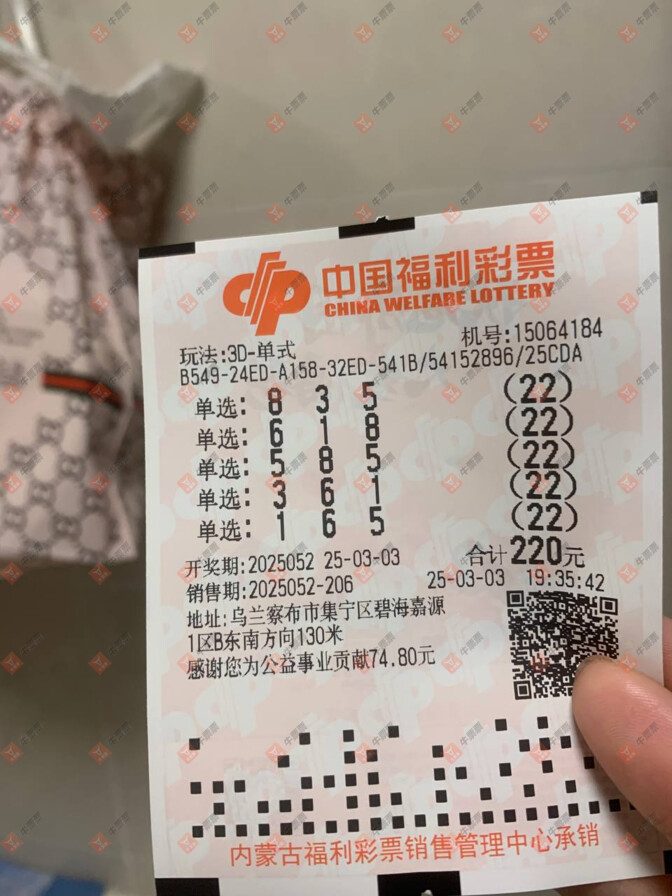 中国福利彩票
CHINA WELFARE LOTTERY
玩法:3D-单式 机号:15064184
B549-24ED-A158-32ED-541B/54152896/25CDA
单选: 8 3 5 (22)
单选: 6 1 8 (22)
单选: 5 8 5 (22)
单选: 3 6 1 (22)
单选: 1 6 5 (22)
开奖期:2025052 25-03-03 合计220元
销售期:2025052-206 25-03-03 19:35:42
地址:乌兰察布市集宁区碧海嘉源
1区B东南方向130米
感谢您为公益事业贡献74.80元
内蒙古福利彩票销售管理中心承销